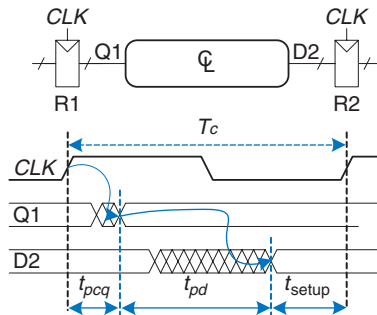 CLK CLK
Q1 CL D2
R1 R2
Tc
CLK
Q1
D2
tpcq tpd tsetup